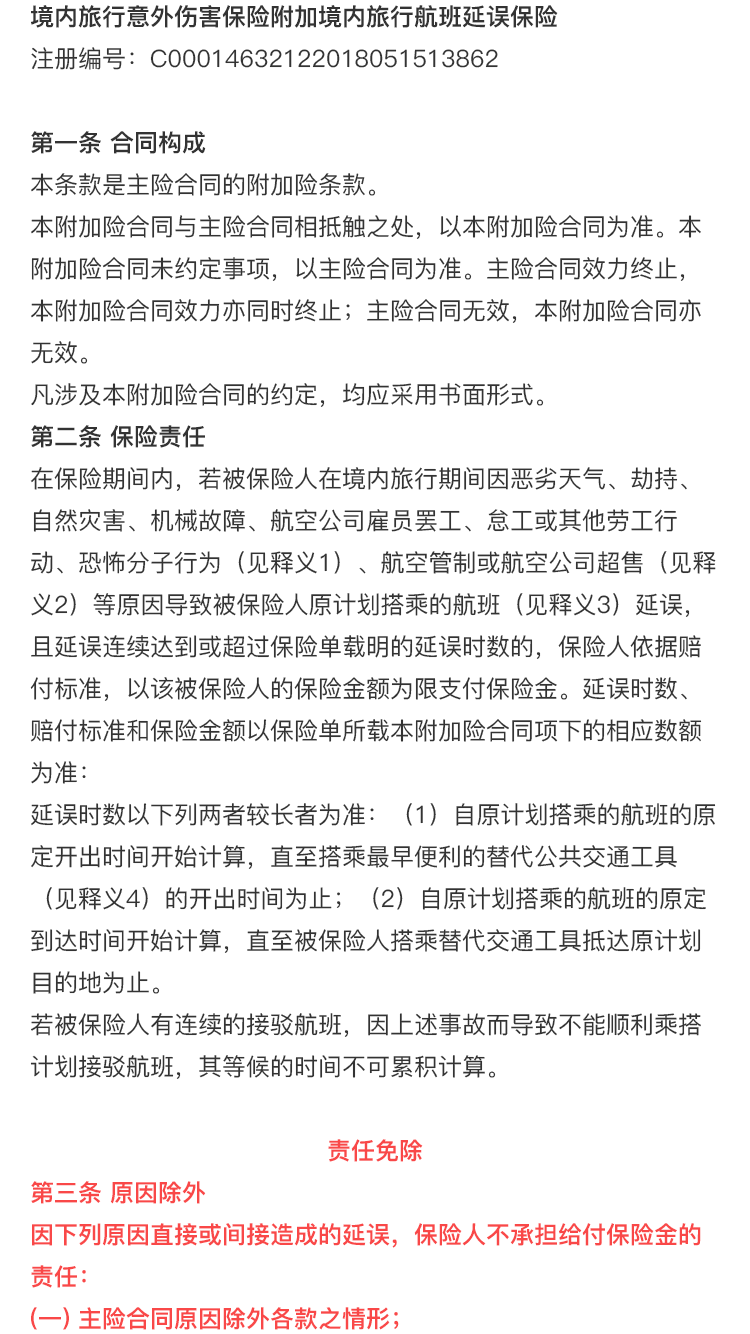 境内旅行意外伤害保险附加境内旅行航班延误保险
注册编号：C00014632122018051513862
第一条 合同构成
本条款是主险合同的附加险条款。
本附加险合同与主险合同相抵触之处，以本附加险合同为准。本
附加险合同未约定事项，以主险合同为准。主险合同效力终止，
本附加险合同效力亦同时终止；主险合同无效，本附加险合同亦
无效。
凡涉及本附加险合同的约定，均应采用书面形式。
第二条 保险责任
在保险期间内，若被保险人在境内旅行期间因恶劣天气、劫持、
自然灾害、机械故障、航空公司雇员罢工、怠工或其他劳工行
动、恐怖分子行为（见释义1）、航空管制或航空公司超售（见释
义2）等原因导致被保险人原计划搭乘的航班（见释义3）延误，
且延误连续达到或超过保险单载明的延误时数的，保险人依据赔
付标准，以该被保险人的保险金额为限支付保险金。延误时数、
赔付标准和保险金额以保险单所载本附加险合同项下的相应数额
为准：
延误时数以下列两者较长者为准：（1）自原计划搭乘的航班的原
定开出时间开始计算，直至搭乘最早便利的替代公共交通工具
（见释义4）的开出时间为止；（2）自原计划搭乘的航班的原定
到达时间开始计算，直至被保险人搭乘替代交通工具抵达原计划
目的地为止。
若被保险人有连续的接驳航班，因上述事故而导致不能顺利乘搭
计划接驳航班，其等候的时间不可累积计算。
责任免除
第三条 原因除外
因下列原因直接或间接造成的延误，保险人不承担给付保险金的
责任：
(一) 主险合同原因除外各款之情形；